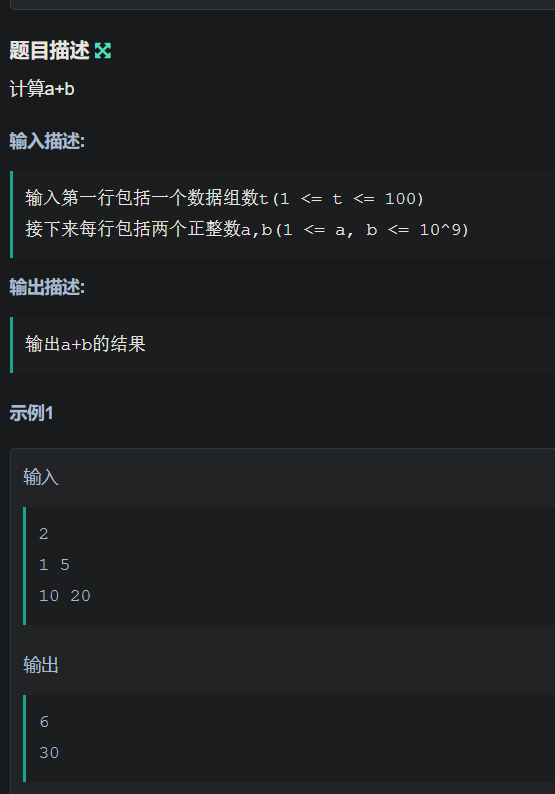 题目描述
计算a+b
输入描述:
输入第一行包括一个数据组数t(1 <= t <= 100)
接下来每行包括两个正整数a,b(1 <= a, b <= 10^9)
输出描述:
输出a+b的结果
示例1
输入
2
1 5
10 20
输出
6
30